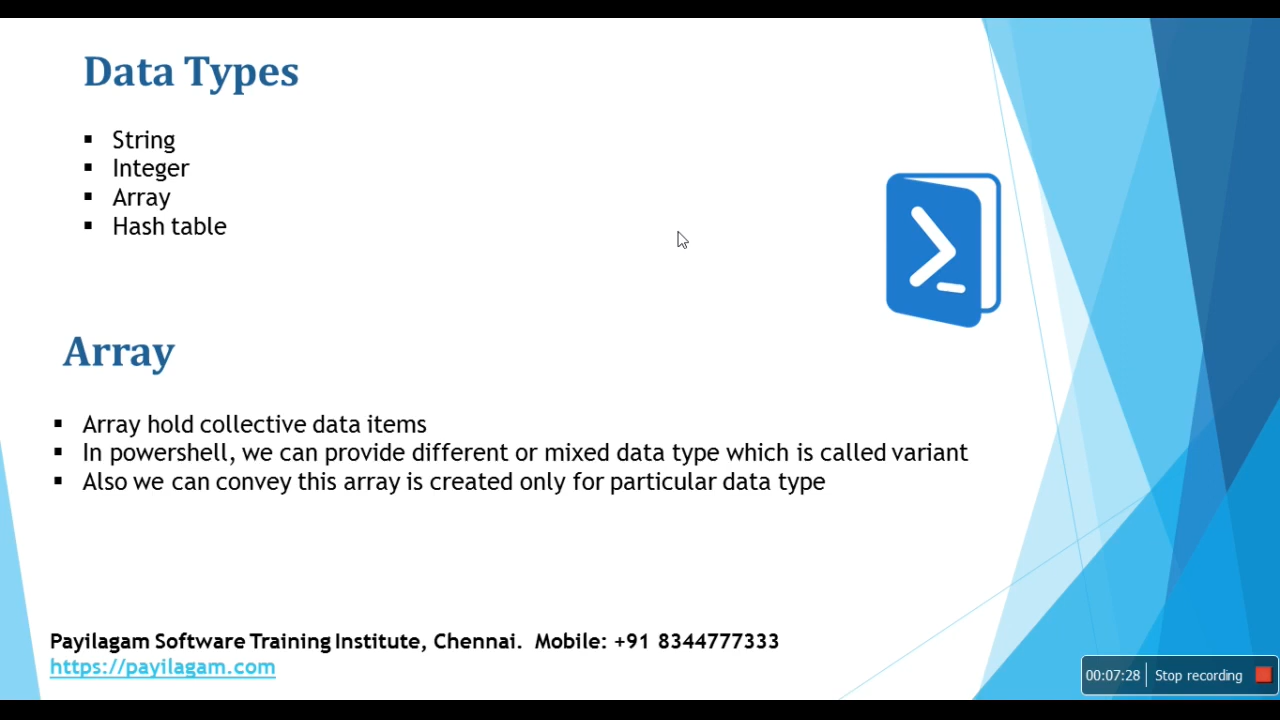 Data Types
String
Integer
Array
Hash table
Array
Array hold collective data items
In powershell, we can provide different or mixed data type which is called variant
Also we can convey this array is created only for particular data type
Payilagam Software Training Institute, Chennai. Mobile: +91 8344777333
https://payilagam.com
00:07:28 Stop recording